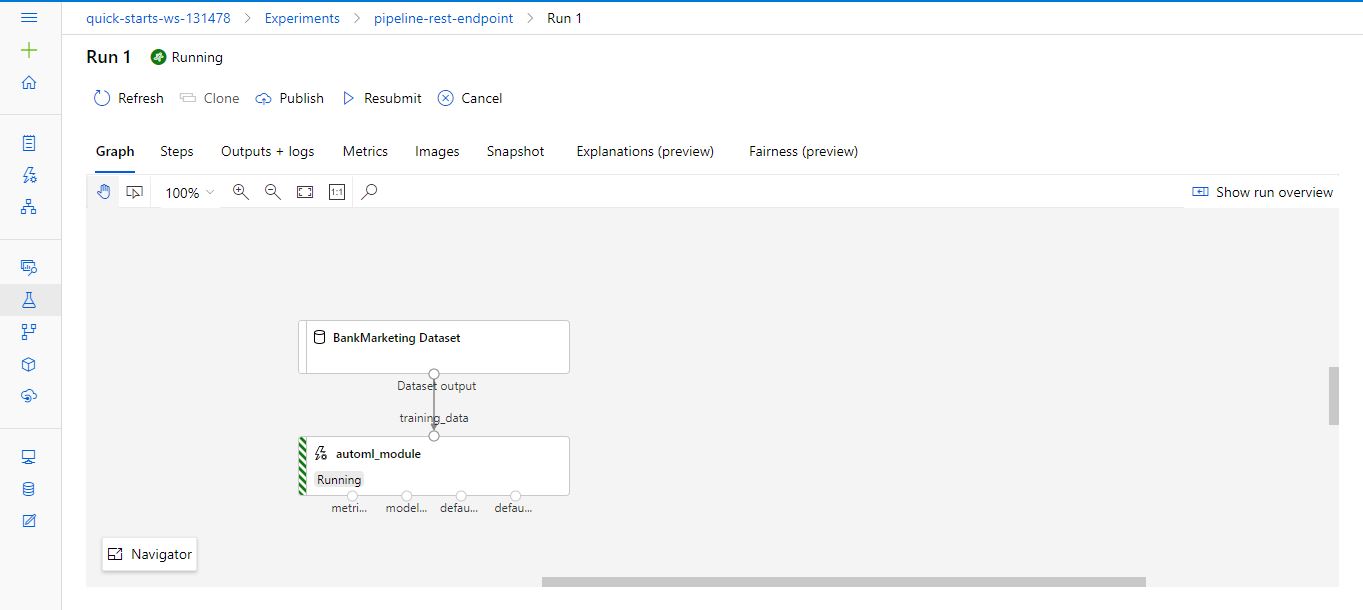 quick-starts-ws-131478 > Experiments > pipeline-rest-endpoint > Run 1
Run 1 Running
Refresh Clone Publish Resubmit Cancel
Graph Steps Outputs + logs Metrics Images Snapshot Explanations (preview) Fairness (preview)
100% 1:1 Show run overview
BankMarketing Dataset
Dataset output
training_data
automl_module
Running
metri... model... defau... defau...
Navigator